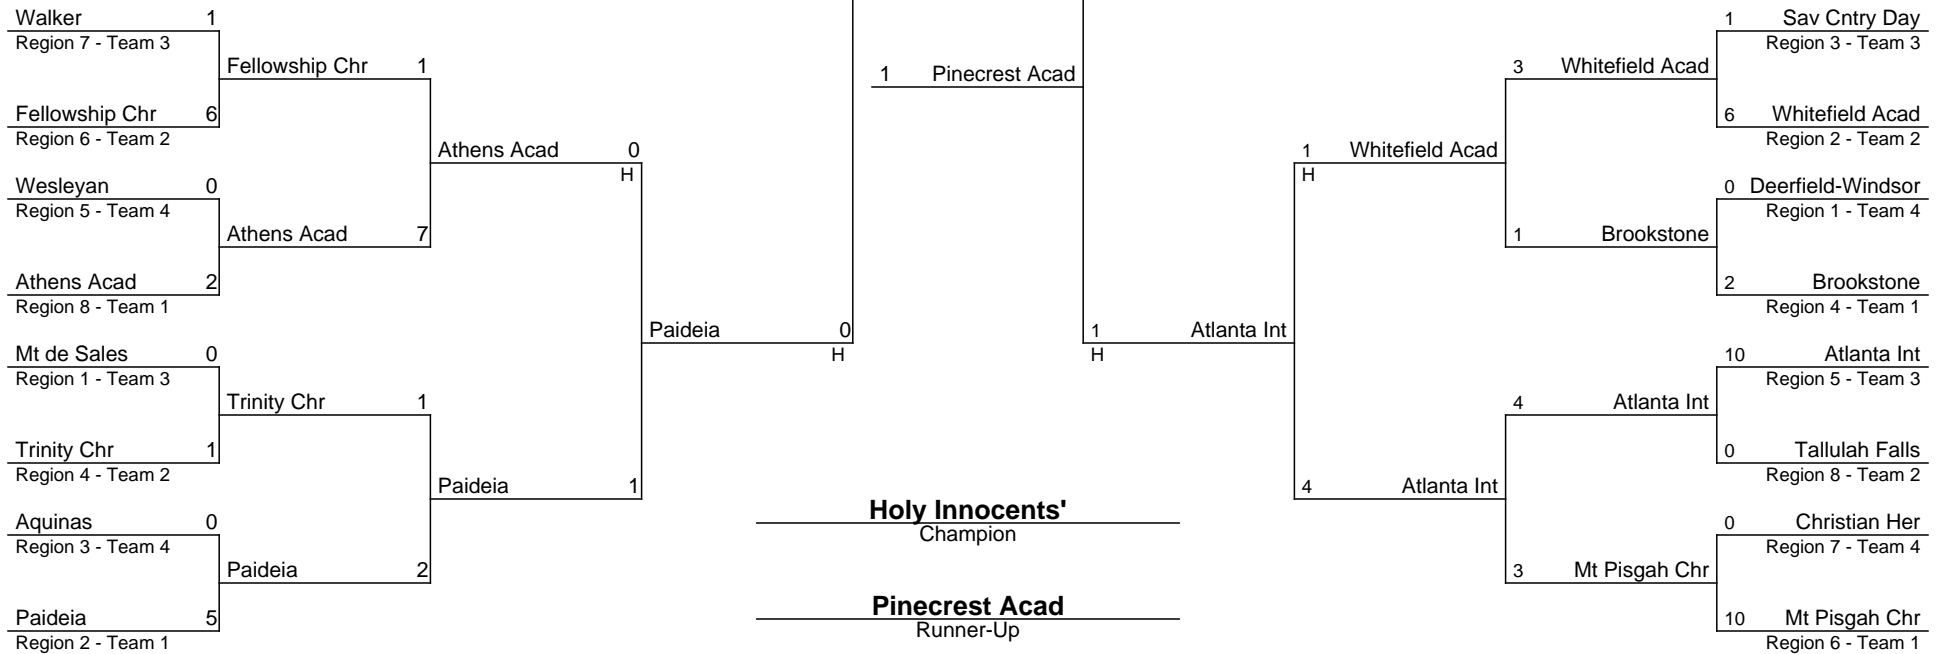 Walker 1
Region 7 - Team 3
Fellowship Chr 1
Fellowship Chr 6
Region 6 - Team 2
Athens Acad 0
H
Wesleyan 0
Region 5 - Team 4
Athens Acad 7
Athens Acad 2
Region 8 - Team 1
Paideia 0
H
Mt de Sales 0
Region 1 - Team 3
Trinity Chr 1
Trinity Chr 1
Region 4 - Team 2
Paideia 1
Aquinas 0
Region 3 - Team 4
Paideia 2
Paideia 5
Region 2 - Team 1
1 Pinecrest Acad
Holy Innocents'
Champion
Pinecrest Acad
Runner-Up
1 Sav Cntry Day
Region 3 - Team 3
3 Whitefield Acad
6 Whitefield Acad
Region 2 - Team 2
1 Whitefield Acad
H
0 Deerfield-Windsor
Region 1 - Team 4
1 Brookstone
2 Brookstone
Region 4 - Team 1
1 Atlanta Int
H
10 Atlanta Int
Region 5 - Team 3
4 Atlanta Int
0 Tallulah Falls
Region 8 - Team 2
4 Atlanta Int
0 Christian Her
Region 7 - Team 4
3 Mt Pisgah Chr
10 Mt Pisgah Chr
Region 6 - Team 1